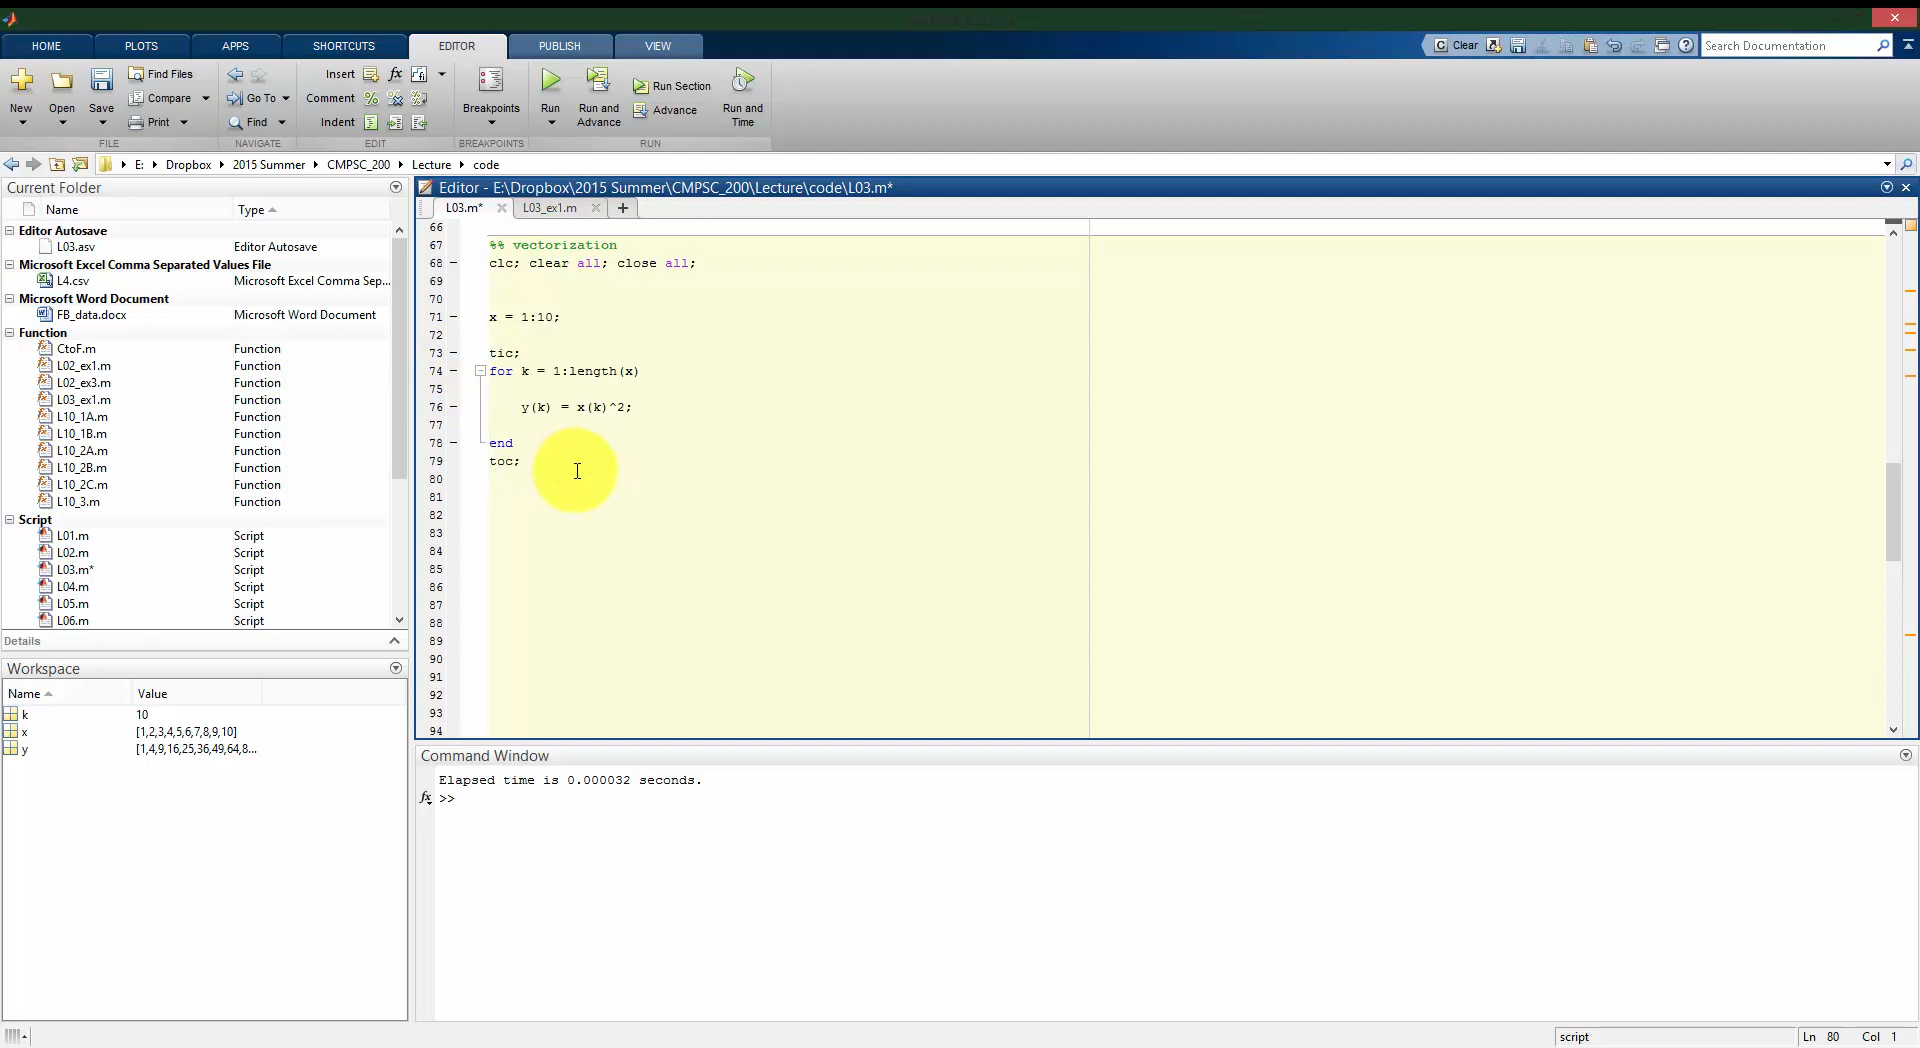 HOME PLOTS APPS SHORTCUTS EDITOR PUBLISH VIEW Clear Search Documentation
New Open Save Find Files Compare Print Go To Find Insert fx Comment Indent Breakpoints Run Run and Advance Run Section Advance Run and Time
FILE NAVIGATE EDIT BREAKPOINTS RUN
E: Dropbox 2015 Summer CMPSC_200 Lecture code
Current Folder
Name Type
Editor Autosave
L03.asv Editor Autosave
Microsoft Excel Comma Separated Values File
L4.csv Microsoft Excel Comma Sep...
Microsoft Word Document
FB_data.docx Microsoft Word Document
Function
CtoF.m Function
L02_ex1.m Function
L02_ex3.m Function
L03_ex1.m Function
L10_1A.m Function
L10_1B.m Function
L10_2A.m Function
L10_2B.m Function
L10_2C.m Function
L10_3.m Function
Script
L01.m Script
L02.m Script
L03.m* Script
L04.m Script
L05.m Script
L06.m Script
Details
Workspace
Name Value
k 10
x [1,2,3,4,5,6,7,8,9,10]
y [1,4,9,16,25,36,49,64,8...
Editor - E:\Dropbox\2015 Summer\CMPSC_200\Lecture\code\L03.m*
L03.m* L03_ex1.m
66
67 %% vectorization
68 clc; clear all; close all;
69
70
71 x = 1:10;
72
73 tic;
74 for k = 1:length(x)
75
76 y(k) = x(k)^2;
77
78 end
79 toc;
80
81
82
83
84
85
86
87
88
89
90
91
92
93
94
Command Window
Elapsed time is 0.000032 seconds.
fx >>
script Ln 80 Col 1